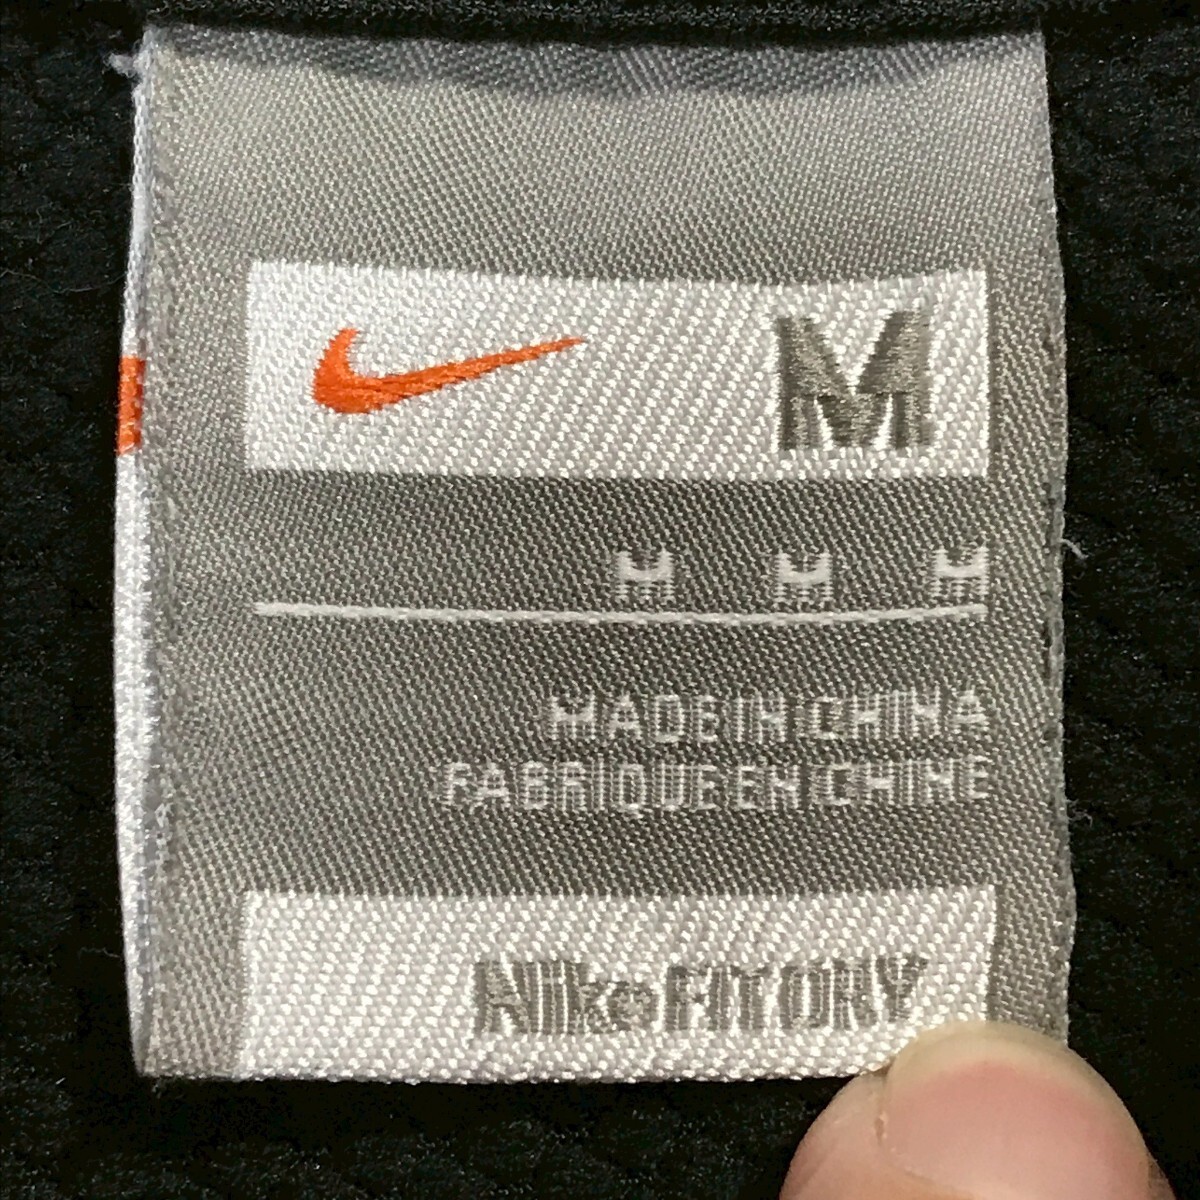 M
M M M
MADE IN CHINA
FABRIQUE EN CHINE
Nike FIT DRY